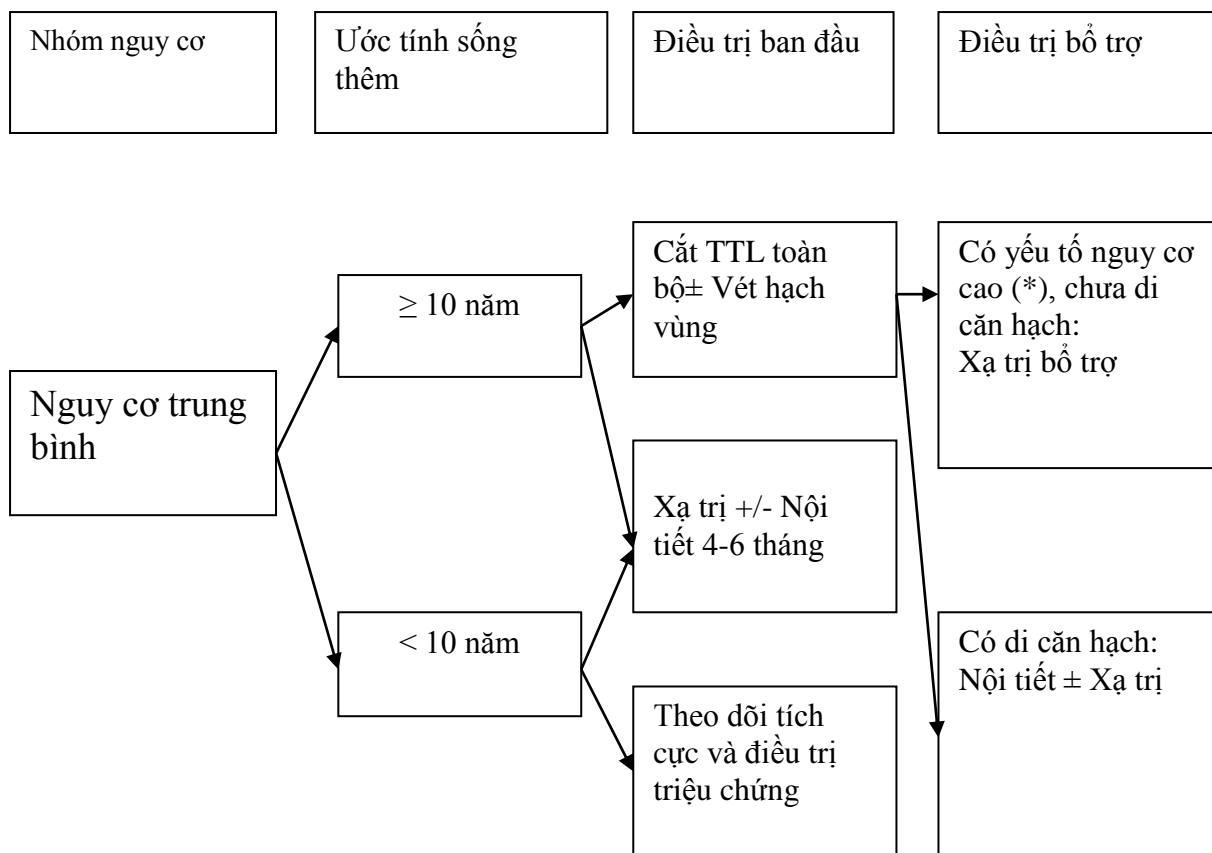 Nhóm nguy cơ
Ước tính sống
thêm
Điều trị ban đầu
Điều trị bổ trợ
Nguy cơ trung
bình
≥ 10 năm
< 10 năm
Cắt TTL toàn
bộ± Vét hạch
vùng
Xạ trị +/- Nội
tiết 4-6 tháng
Theo dõi tích
cực và điều trị
triệu chứng
Có yếu tố nguy cơ
cao (*), chưa di
căn hạch:
Xạ trị bổ trợ
Có di căn hạch:
Nội tiết ± Xạ trị